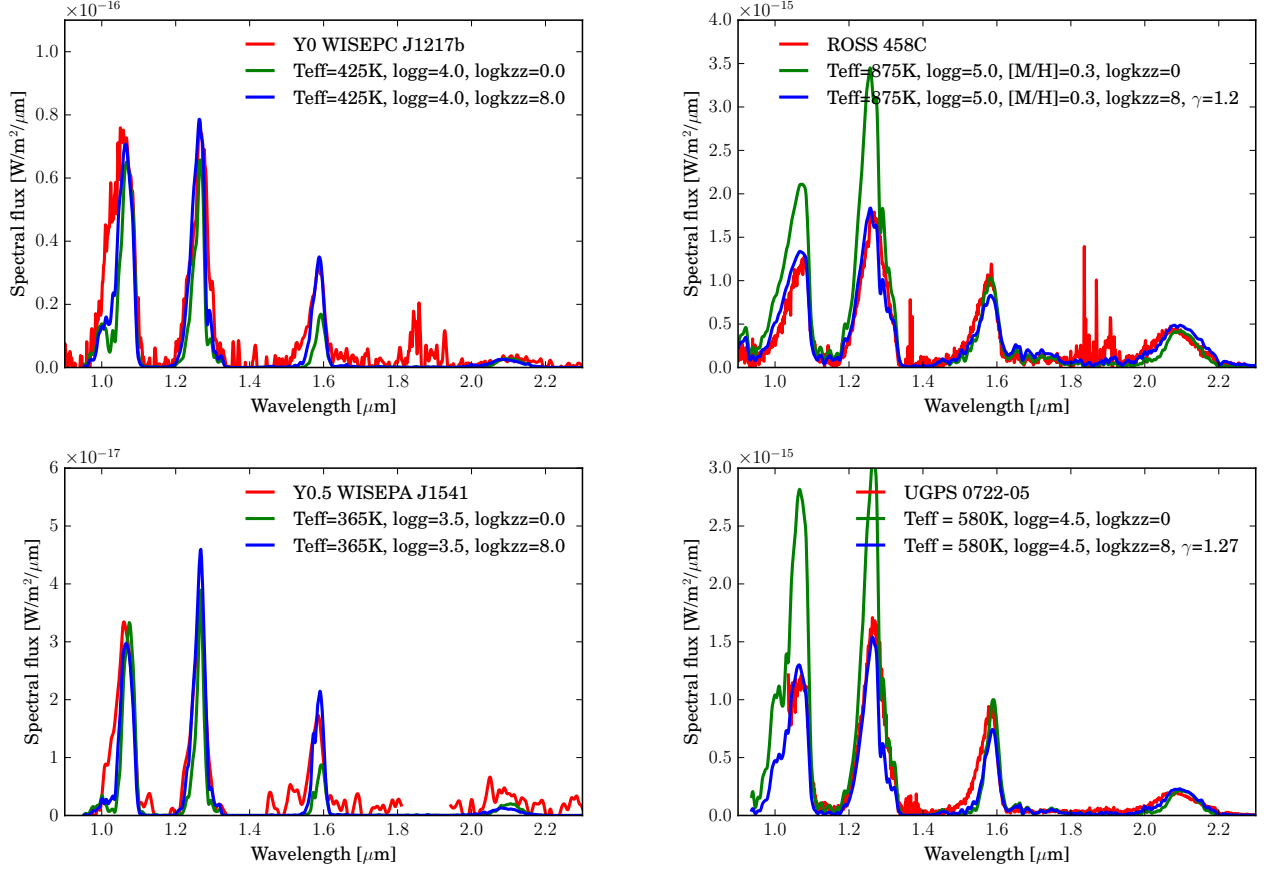 ×10⁻¹⁶
1.0
0.8
0.6
0.4
0.2
0.0
Spectral flux [W/m²/μm]
Y0 WISEPC J1217b
Teff=425K, logg=4.0, logkzz=0.0
Teff=425K, logg=4.0, logkzz=8.0
1.0 1.2 1.4 1.6 1.8 2.0 2.2
Wavelength [μm]
×10⁻¹⁵
4.0
3.5
3.0
2.5
2.0
1.5
1.0
0.5
0.0
Spectral flux [W/m²/μm]
ROSS 458C
Teff=875K, logg=5.0, [M/H]=0.3, logkzz=0
Teff=875K, logg=5.0, [M/H]=0.3, logkzz=8, γ=1.2
1.0 1.2 1.4 1.6 1.8 2.0 2.2
Wavelength [μm]
×10⁻¹⁷
6
5
4
3
2
1
0
Spectral flux [W/m²/μm]
Y0.5 WISEPA J1541
Teff=365K, logg=3.5, logkzz=0.0
Teff=365K, logg=3.5, logkzz=8.0
1.0 1.2 1.4 1.6 1.8 2.0 2.2
Wavelength [μm]
×10⁻¹⁵
3.0
2.5
2.0
1.5
1.0
0.5
0.0
Spectral flux [W/m²/μm]
UGPS 0722-05
Teff = 580K, logg=4.5, logkzz=0
Teff = 580K, logg=4.5, logkzz=8, γ=1.27
1.0 1.2 1.4 1.6 1.8 2.0 2.2
Wavelength [μm]